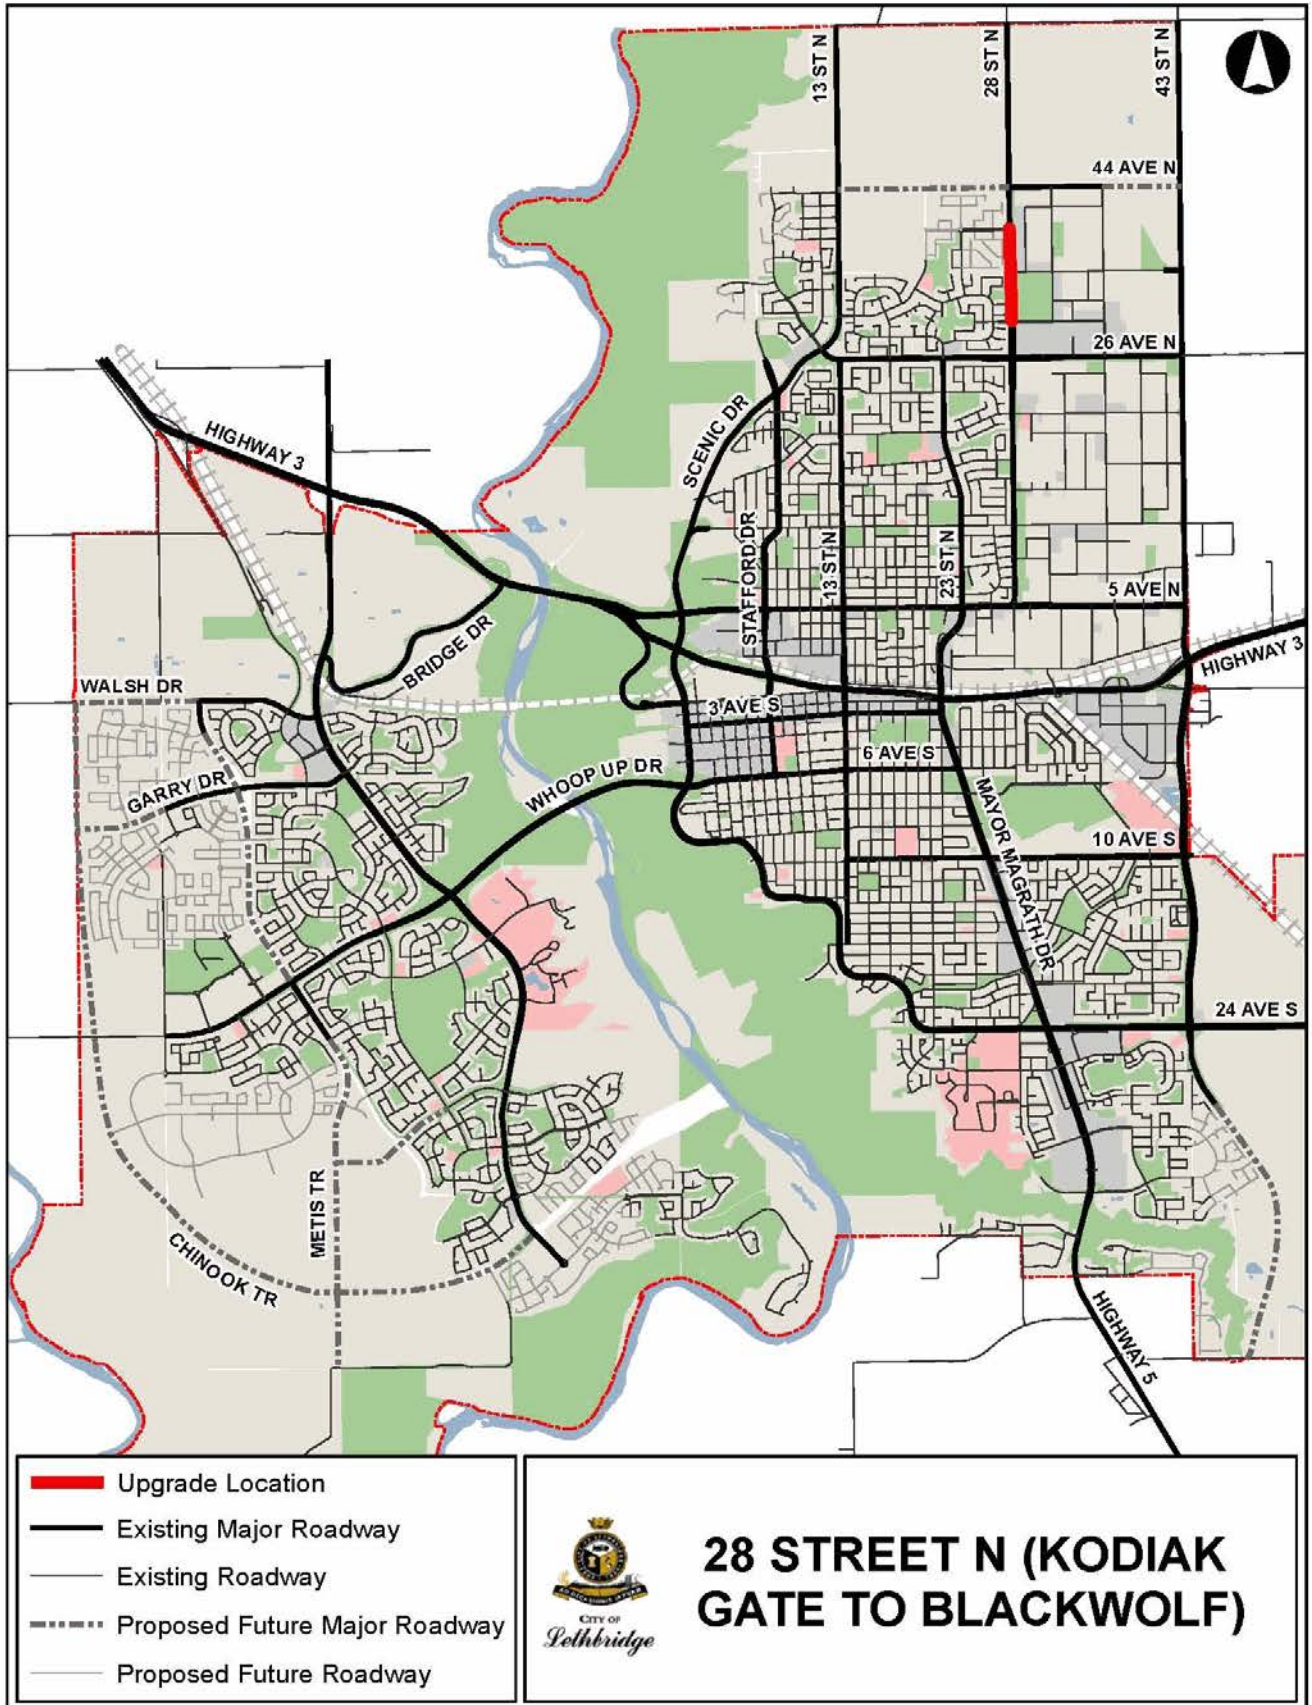 13 ST N
28 ST N
43 ST N
44 AVE N
26 AVE N
HIGHWAY 3
SCENIC DR
STAFFORD DR
13 ST N
23 ST N
5 AVE N
BRIDGE DR
HIGHWAY 3
WALSH DR
3 AVE S
6 AVE S
WHOOP UP DR
GARRY DR
MAYOR MAGRATH DR
10 AVE S
24 AVE S
METIS TR
CHINOOK TR
HIGHWAY 5
Upgrade Location
Existing Major Roadway
Existing Roadway
Proposed Future Major Roadway
Proposed Future Roadway
CITY OF
Lethbridge
28 STREET N (KODIAK
GATE TO BLACKWOLF)